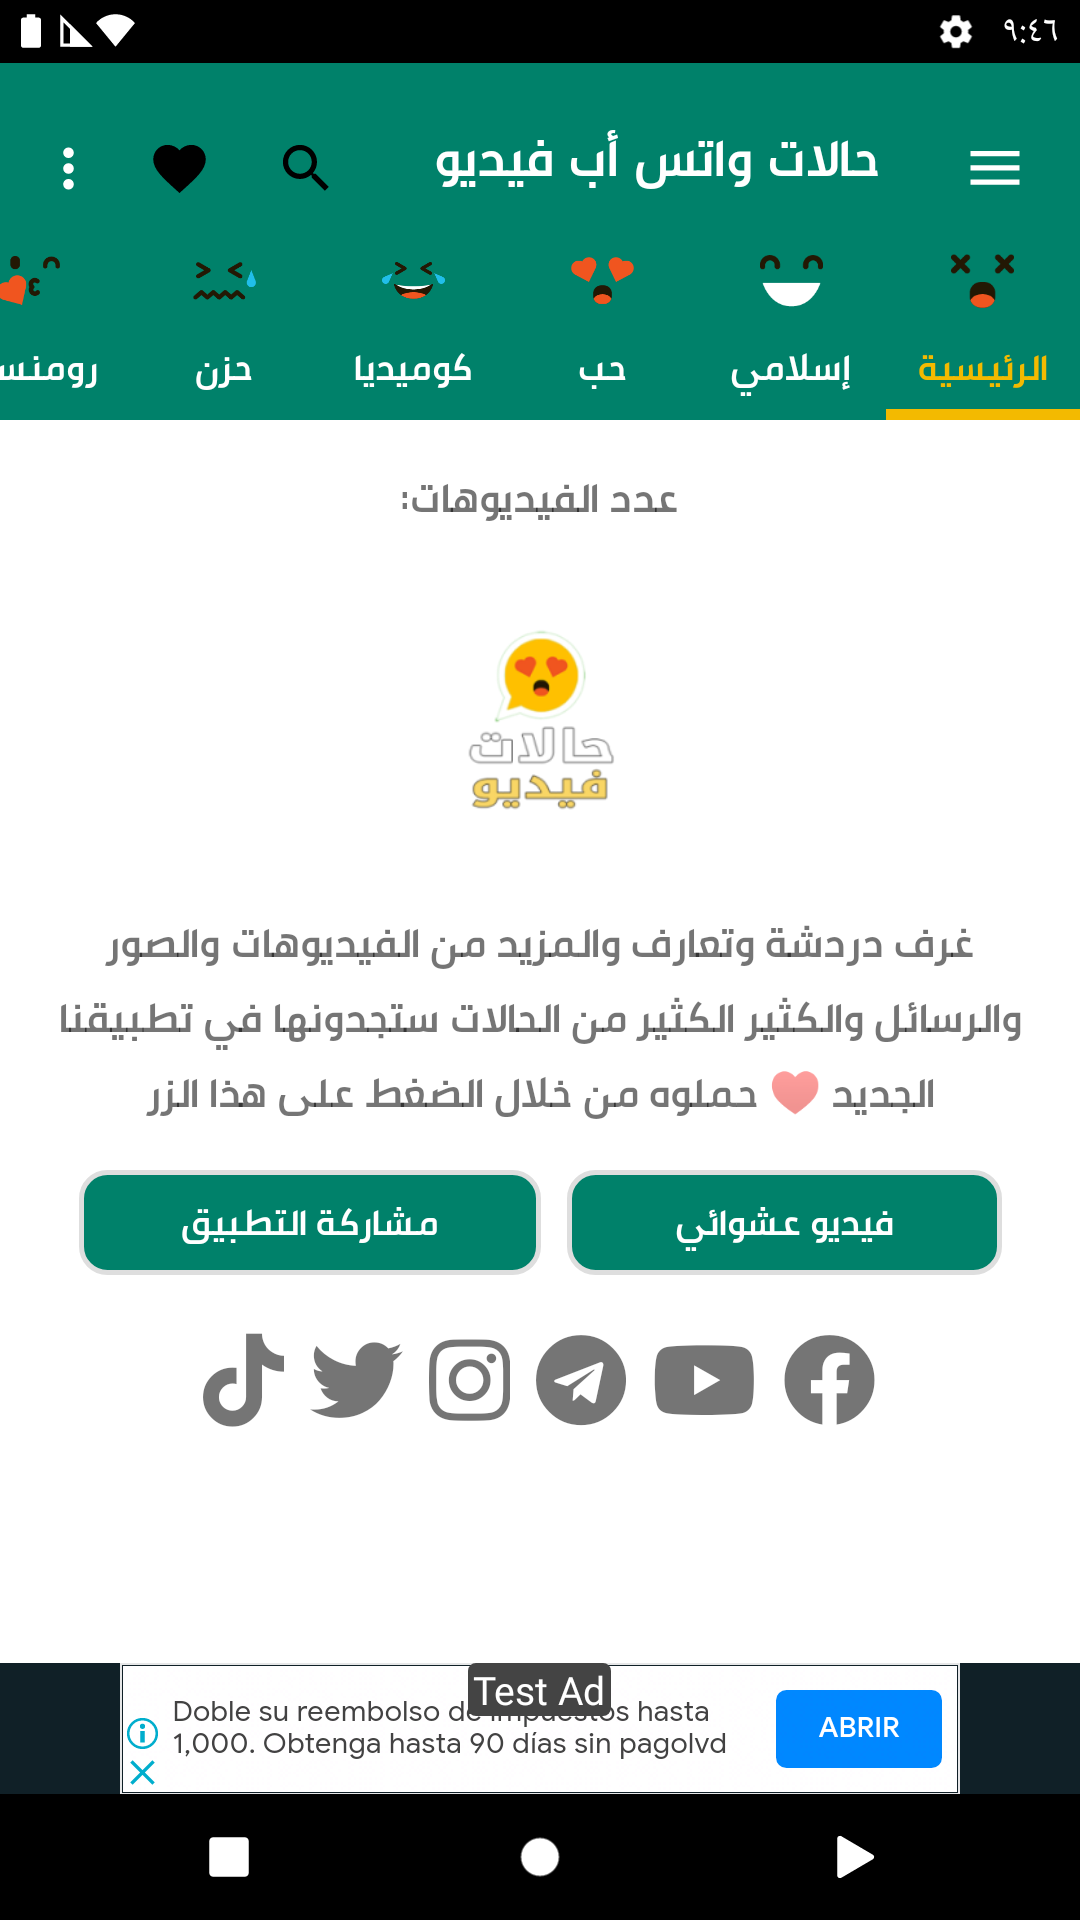 ٩:٤٦
حالات واتس أب فيديو
الرئيسية
إسلامي
حب
كوميديا
حزن
رومنس
عدد الفيديوهات:
حالات
فيديو
غرف دردشة وتعارف والمزيد من الفيديوهات والصور
والرسائل والكثير الكثير من الحالات ستجدونها في تطبيقنا
الجديد ❤ حملوه من خلال الضغط على هذا الزر
فيديو عشوائي
مشاركة التطبيق
Test Ad
Doble su reembolso de impuestos hasta
1,000. Obtenga hasta 90 días sin pagolvd
ABRIR